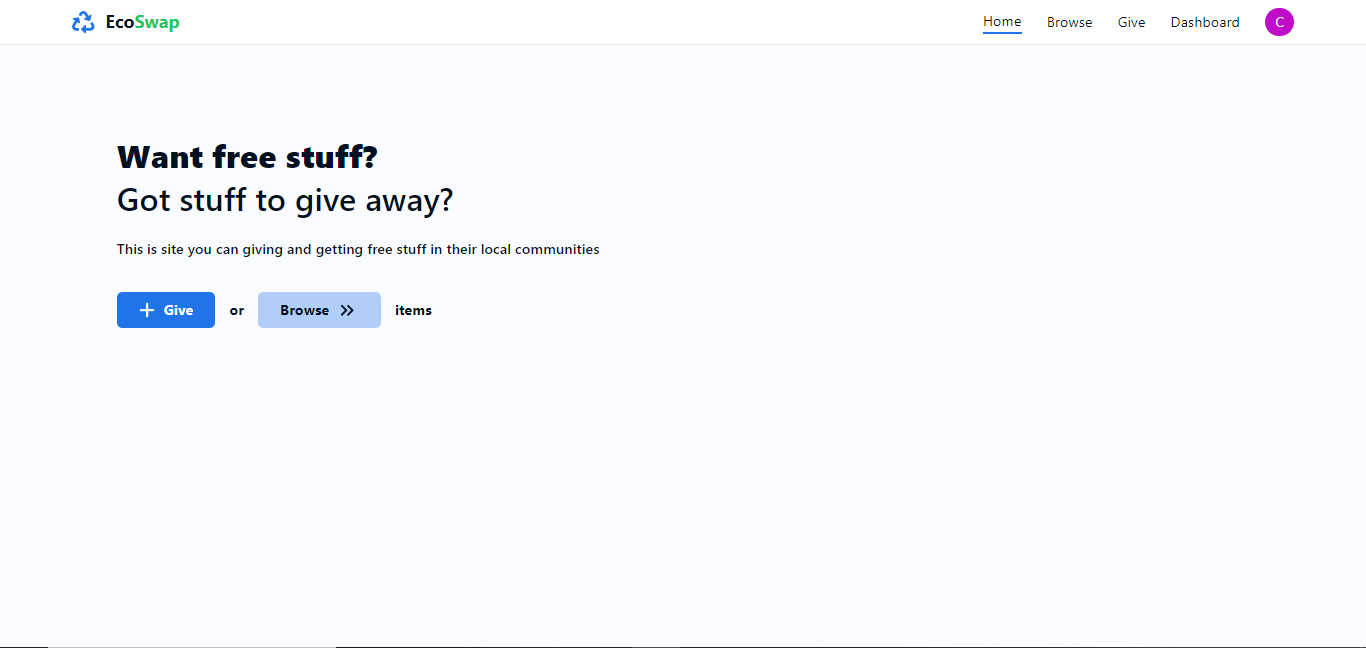 EcoSwap
Home Browse Give Dashboard C
Want free stuff?
Got stuff to give away?
This is site you can giving and getting free stuff in their local communities
Give or Browse items